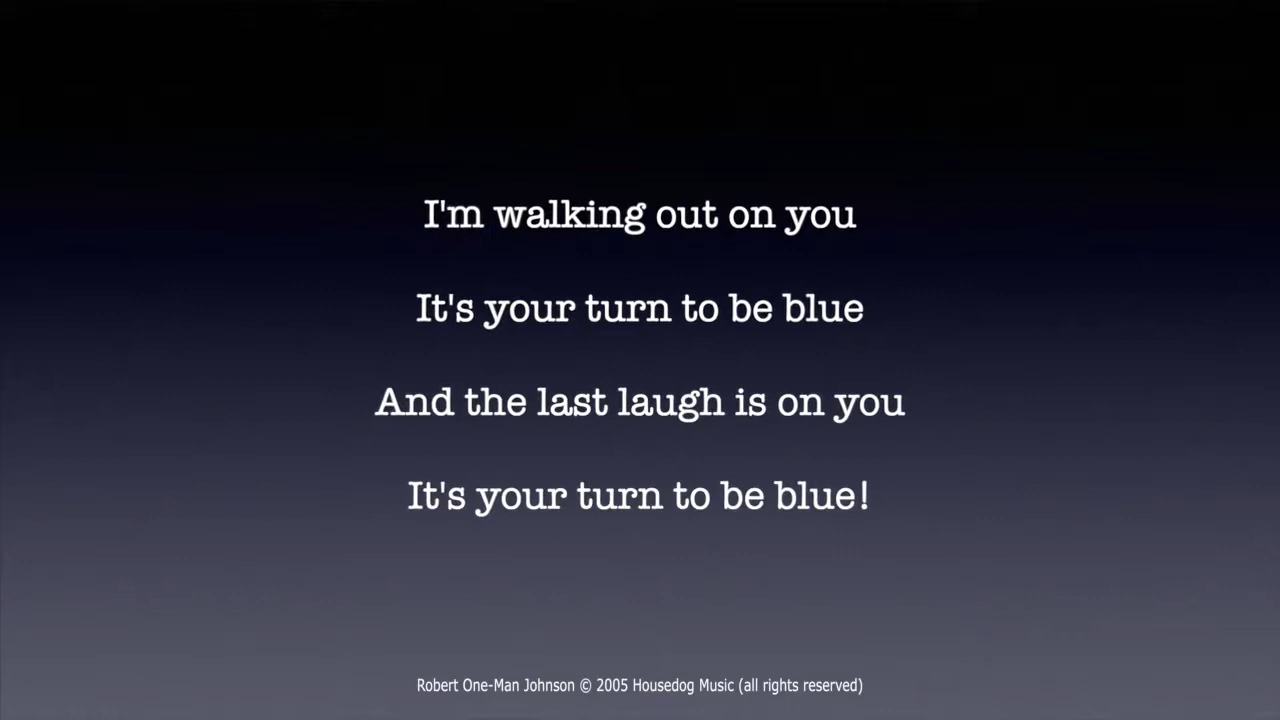 I'm walking out on you
It's your turn to be blue
And the last laugh is on you
It's your turn to be blue!
Robert One-Man Johnson © 2005 Housedog Music (all rights reserved)